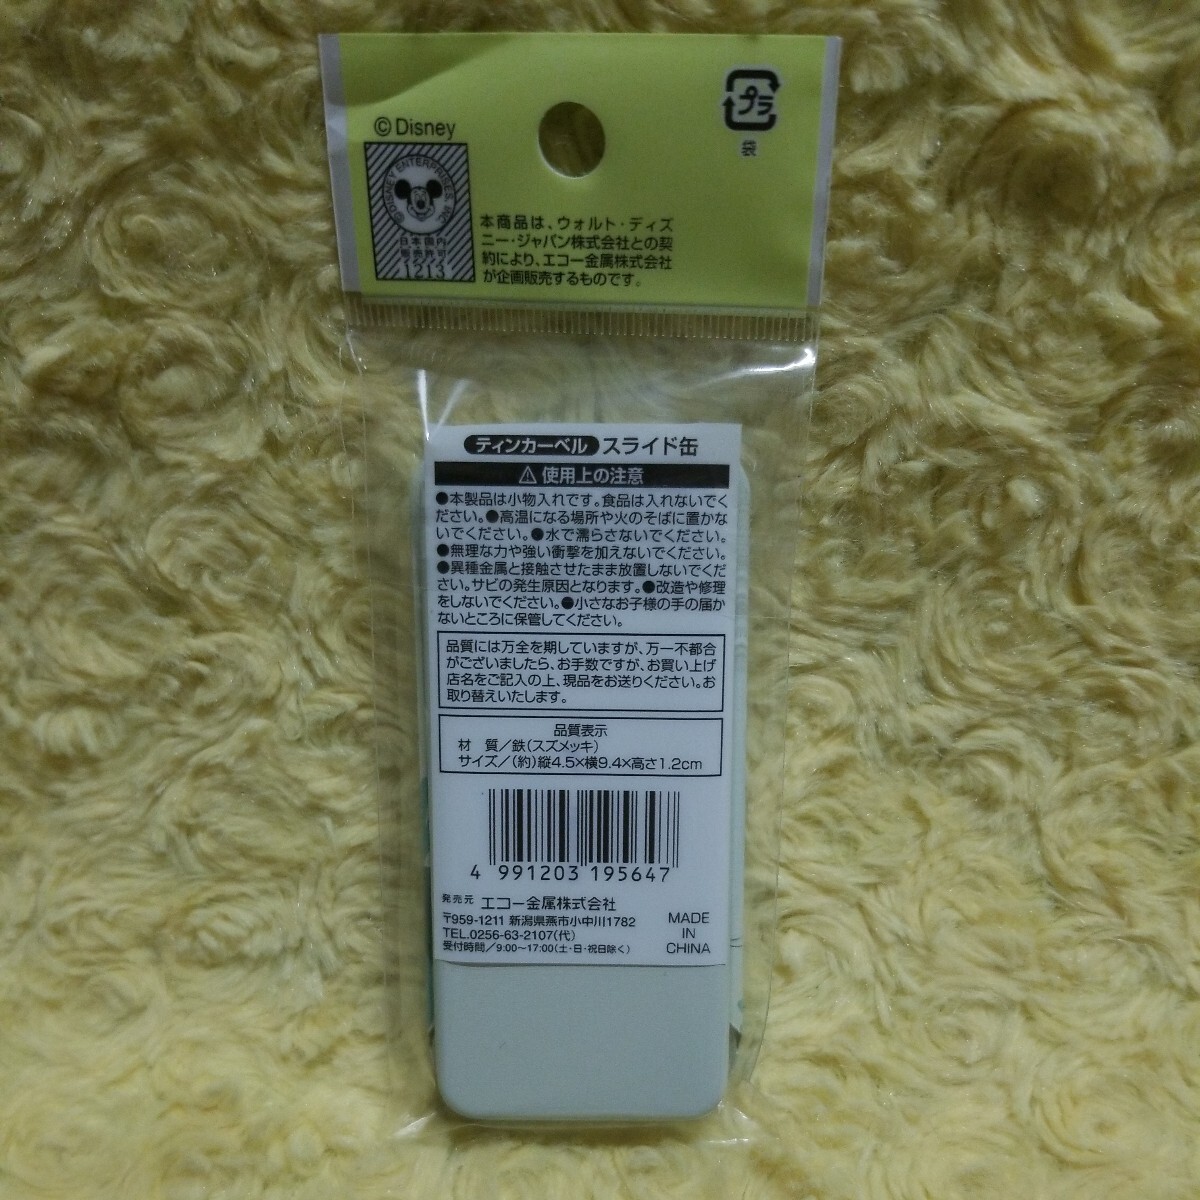 © Disney
プラ
袋
© DISNEY ENTERPRISES, INC
日本国内
販売許可
1213
本商品は、ウォルト・ディズ
ニー・ジャパン株式会社との契
約により、エコー金属株式会社
が企画販売するものです。
ティンカーベル スライド缶
⚠ 使用上の注意
●本製品は小物入れです。食品は入れないでく
ださい。●高温になる場所や火のそばに置かな
いでください。●水で濡らさないでください。
●無理な力や強い衝撃を加えないでください。
●異種金属と接触させたまま放置しないでくだ
さい。サビの発生原因となります。●改造や修理
をしないでください。●小さなお子様の手の届か
ないところに保管してください。
品質には万全を期していますが、万一不都合
がございましたら、お手数ですが、お買い上げ
店名をご記入の上、現品をお送りください。お
取り替えいたします。
品質表示
材 質/鉄(スズメッキ)
サイズ/(約)縦4.5×横9.4×高さ1.2cm
4 991203 195647
発売元 エコー金属株式会社
〒959-1211 新潟県燕市小中川1782
TEL.0256-63-2107(代)
受付時間/9:00〜17:00(土・日・祝日除く)
MADE
IN
CHINA